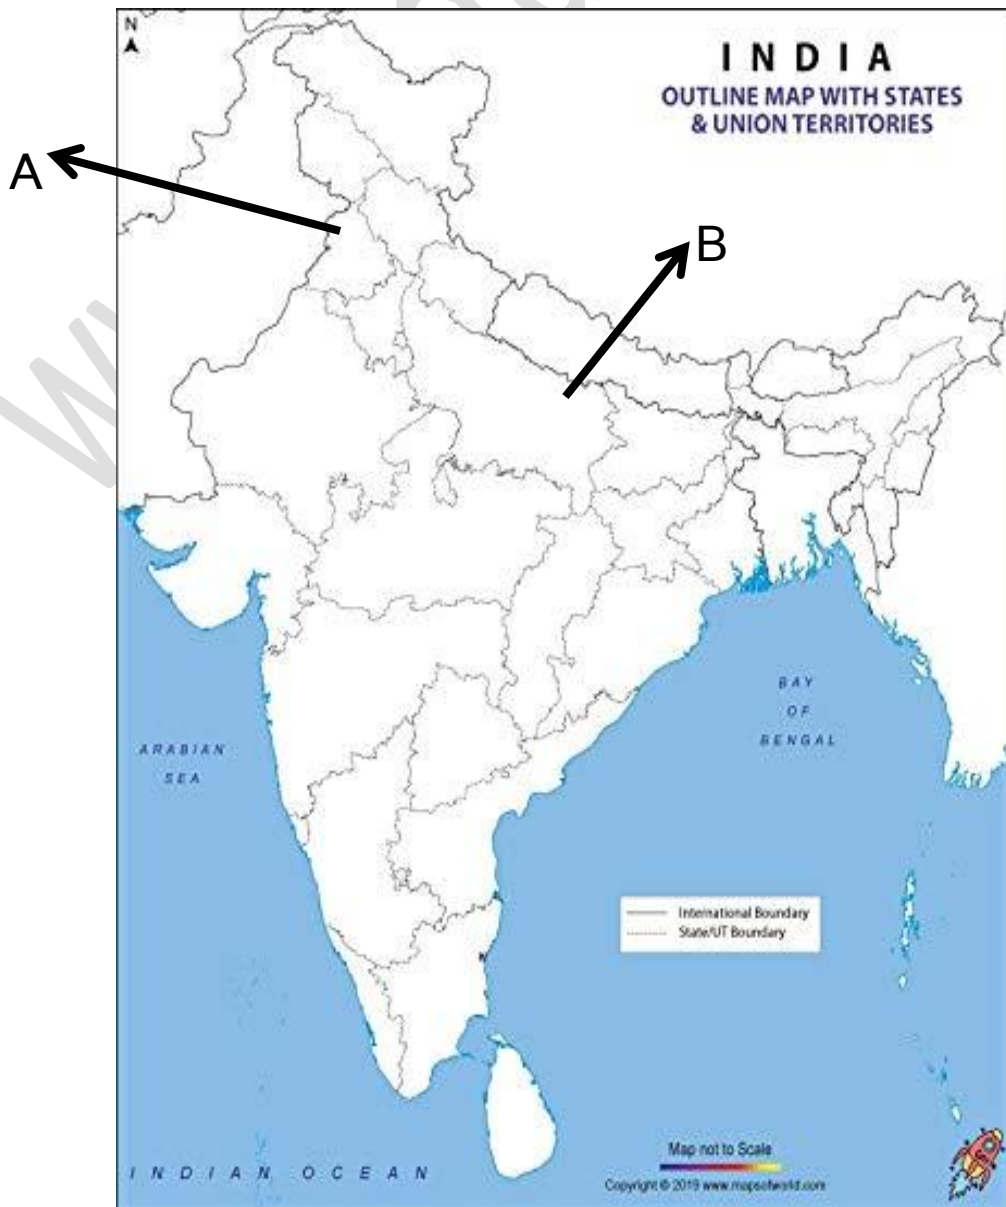 N
INDIA
OUTLINE MAP WITH STATES
& UNION TERRITORIES
A
B
BAY
OF
BENGAL
ARABIAN
SEA
International Boundary
State/UT Boundary
INDIAN OCEAN
Map not to Scale
Copyright © 2019 www.mapsofworld.com